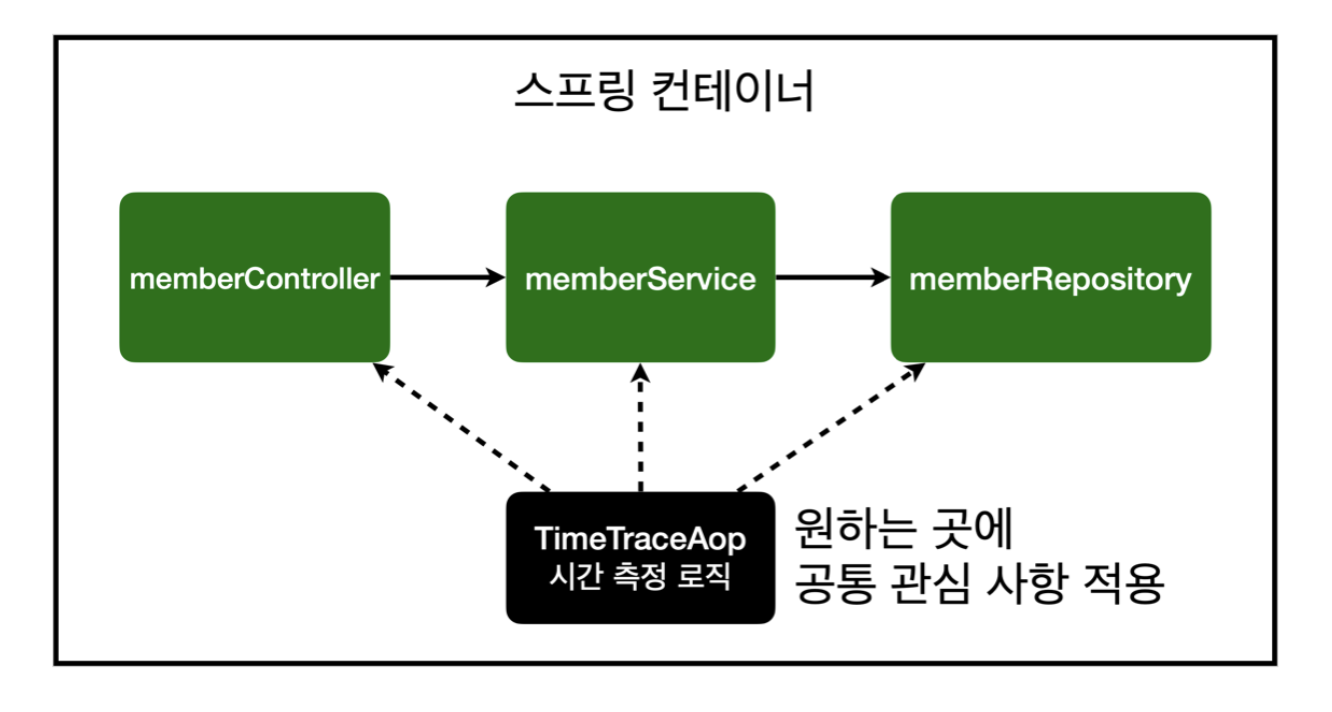 스프링 컨테이너
memberController
memberService
memberRepository
TimeTraceAop
시간 측정 로직
원하는 곳에
공통 관심 사항 적용